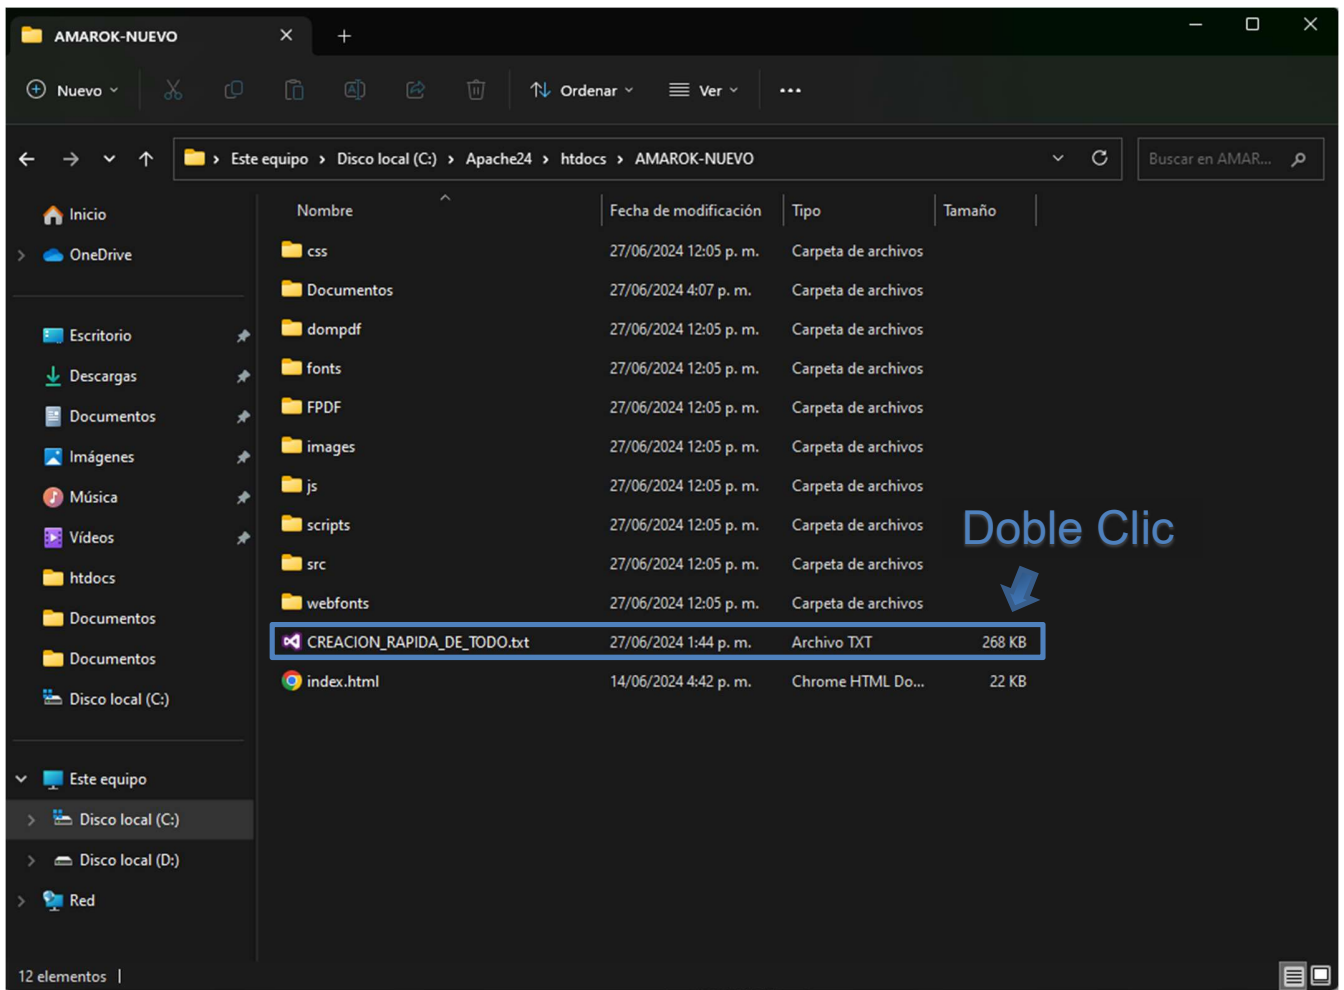 AMAROK-NUEVO
Nuevo
Ordenar
Ver
Este equipo > Disco local (C:) > Apache24 > htdocs > AMAROK-NUEVO
Buscar en AMAR...
Inicio
OneDrive
Escritorio
Descargas
Documentos
Imágenes
Música
Vídeos
htdocs
Documentos
Documentos
Disco local (C:)
Este equipo
Disco local (C:)
Disco local (D:)
Red
Nombre Fecha de modificación Tipo Tamaño
css 27/06/2024 12:05 p. m. Carpeta de archivos
Documentos 27/06/2024 4:07 p. m. Carpeta de archivos
dompdf 27/06/2024 12:05 p. m. Carpeta de archivos
fonts 27/06/2024 12:05 p. m. Carpeta de archivos
FPDF 27/06/2024 12:05 p. m. Carpeta de archivos
images 27/06/2024 12:05 p. m. Carpeta de archivos
js 27/06/2024 12:05 p. m. Carpeta de archivos
scripts 27/06/2024 12:05 p. m. Carpeta de archivos
src 27/06/2024 12:05 p. m. Carpeta de archivos
webfonts 27/06/2024 12:05 p. m. Carpeta de archivos
Doble Clic
CREACION_RAPIDA_DE_TODO.txt 27/06/2024 1:44 p. m. Archivo TXT 268 KB
index.html 14/06/2024 4:42 p. m. Chrome HTML Do... 22 KB
12 elementos